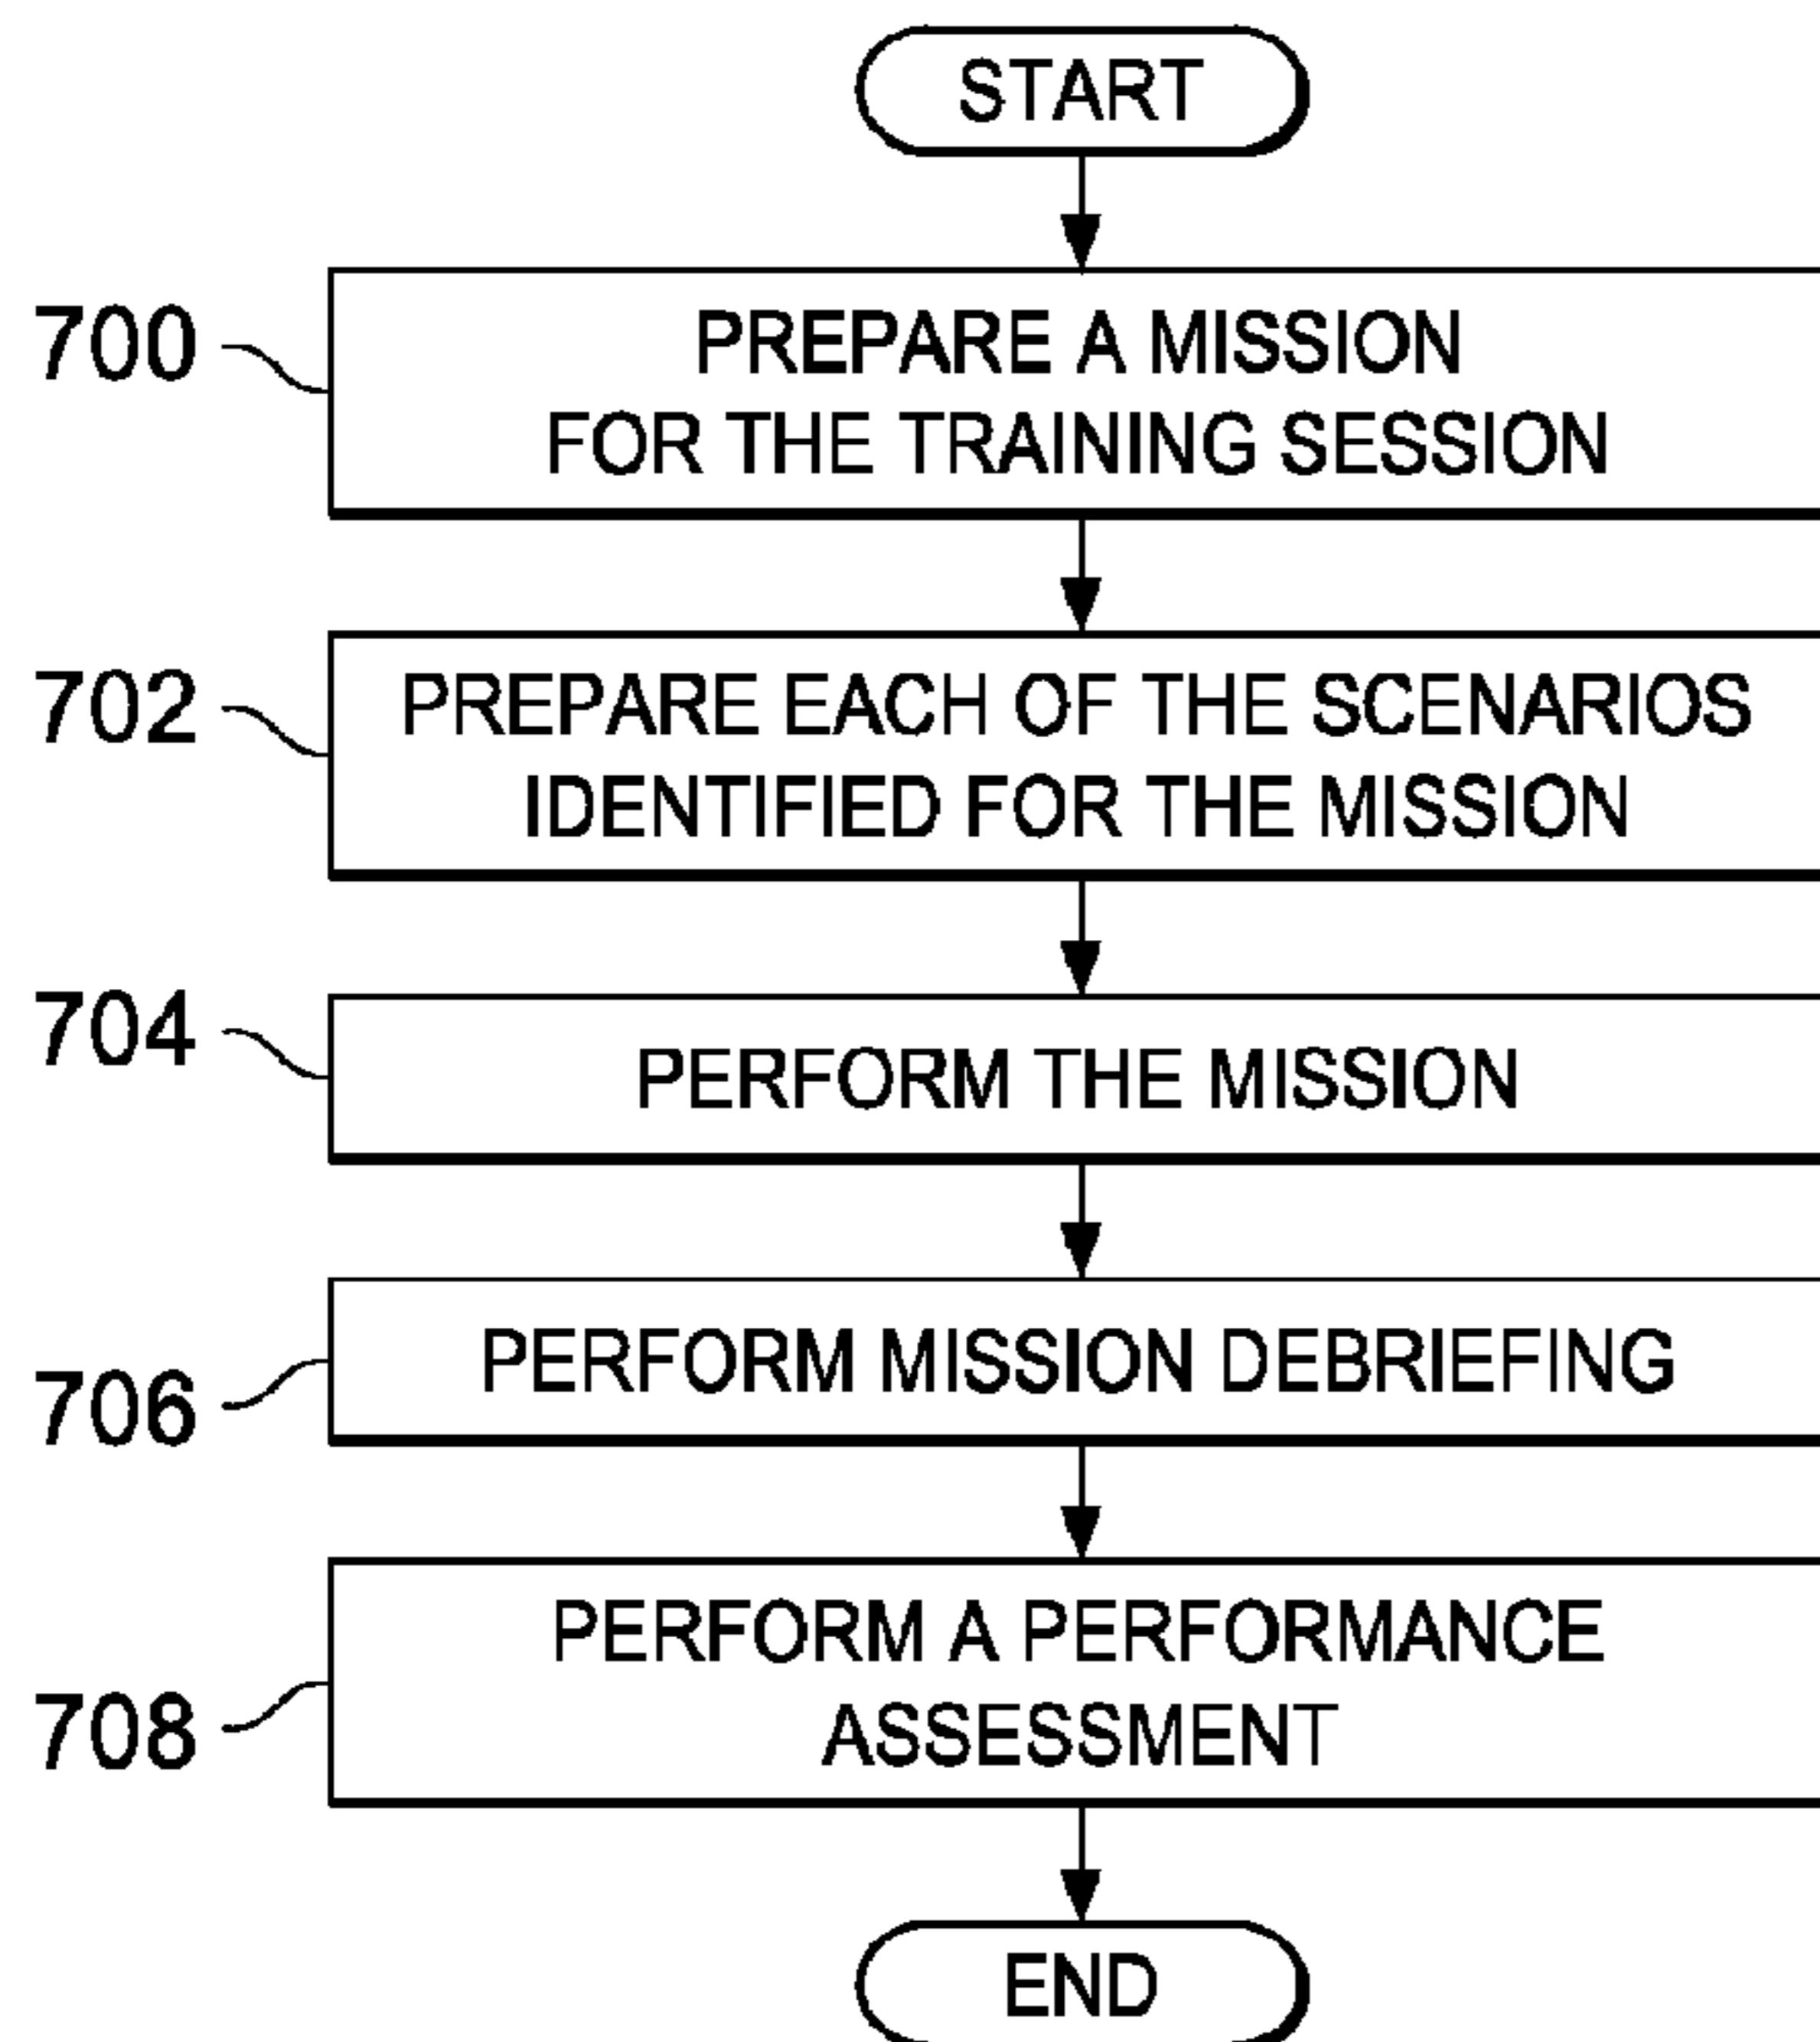 START
700
PREPARE A MISSION
FOR THE TRAINING SESSION
702
PREPARE EACH OF THE SCENARIOS
IDENTIFIED FOR THE MISSION
704
PERFORM THE MISSION
706
PERFORM MISSION DEBRIEFING
708
PERFORM A PERFORMANCE
ASSESSMENT
END